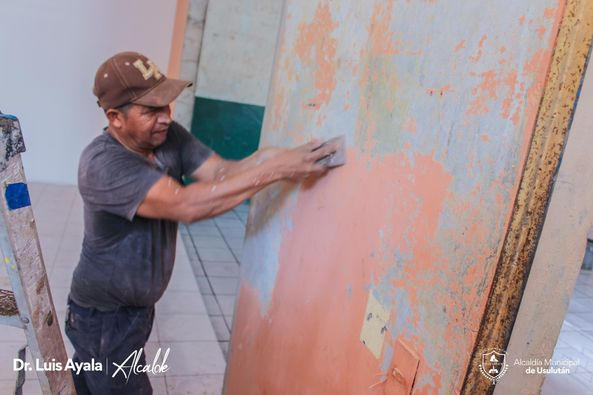 Dr. Luis Ayala
Alcalde
Alcaldía Municipal
de Usulután